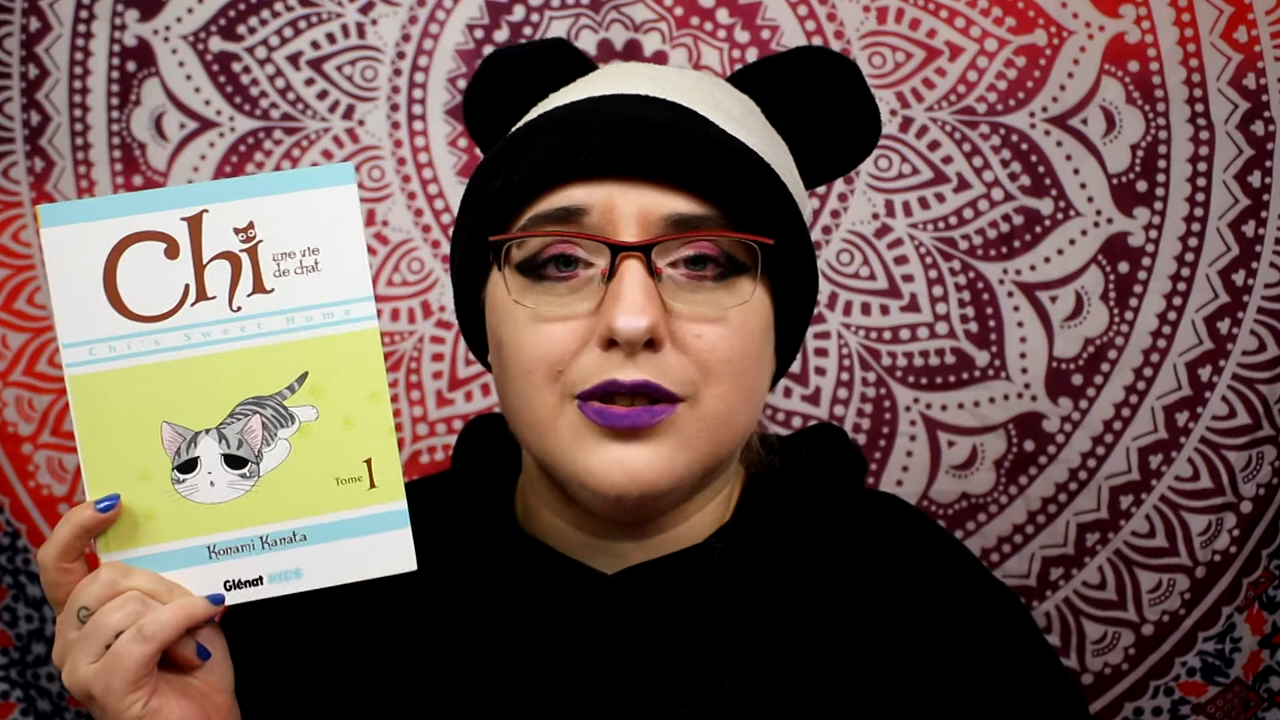 Chi
une vie
de chat
Chi's Sweet Home
Tome 1
Konami Kanata
Glénat KIDS